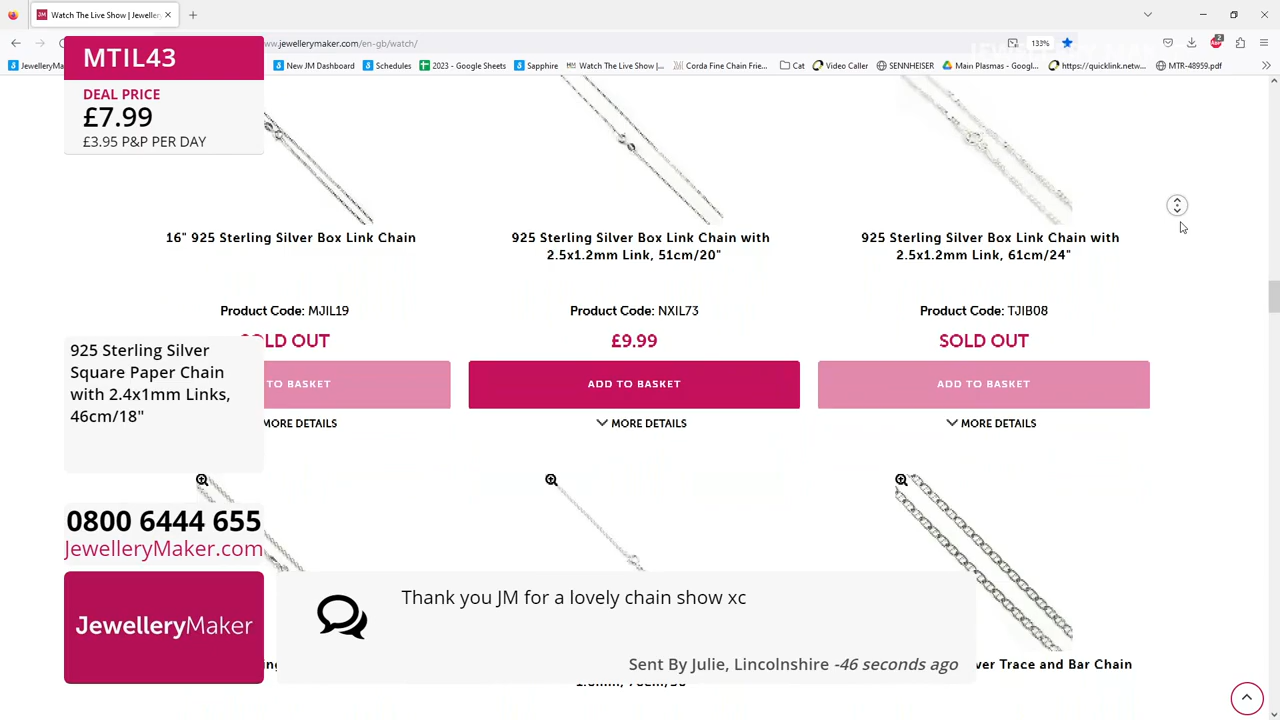 Watch The Live Show | Jeweller
ww.jewellerymaker.com/en-gb/watch/
133%
2
JewelleryMa
New JM Dashboard
Schedules
2023 - Google Sheets
Sapphire
Watch The Live Show |...
Corda Fine Chain Frin...
Cat
Video Caller
SENNHEISER
Main Plasmas - Googl...
https://quicklink.netw...
MTR-48959.pdf
MTIL43
DEAL PRICE
£7.99
£3.95 P&P PER DAY
16" 925 Sterling Silver Box Link Chain
Product Code: MJIL19
SOLD OUT
TO BASKET
MORE DETAILS
925 Sterling Silver Box Link Chain with
2.5x1.2mm Link, 51cm/20"
Product Code: NXIL73
£9.99
ADD TO BASKET
MORE DETAILS
925 Sterling Silver Box Link Chain with
2.5x1.2mm Link, 61cm/24"
Product Code: TJIB08
SOLD OUT
ADD TO BASKET
MORE DETAILS
925 Sterling Silver
Square Paper Chain
with 2.4x1mm Links,
46cm/18"
0800 6444 655
JewelleryMaker.com
JewelleryMaker
Thank you JM for a lovely chain show xc
Sent By Julie, Lincolnshire -46 seconds ago
ver Trace and Bar Chain